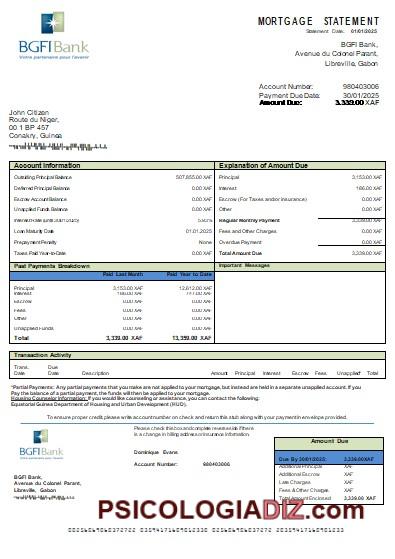 BGFIBank
Votre partenaire pour l'avenir
MORTGAGE STATEMENT
Statement Date: 01/01/2025
BGFI Bank,
Avenue du Colonel Parant,
Libreville, Gabon
Account Number: 980403006
Payment Due Date: 30/01/2025
Amount Due: 3,339.00 XAF
John Citizen
Route du Niger,
00 1 BP 457
Conakry, Guinea
Account Information
Outstanding Principal Balance 507,855.00 XAF
Deferred Principal Balance 0.00 XAF
Escrow Account Balance 0.00 XAF
Unapplied Funds Balance 0.00 XAF
Interest Rate
Loan Maturity Date 01.01.2025
Prepayment Penalty None
Taxes Paid Year-to-Date 0.00 XAF
Explanation of Amount Due
Principal 3,153.00 XAF
Interest 186.00 XAF
Escrow (For Taxes and/or Insurance) 0.00 XAF
Other 0.00 XAF
Regular Monthly Payment 3,339.00 XAF
Fees and Other Charges 0.00 XAF
Overdue Payment 0.00 XAF
Total Amount Due 3,339.00 XAF
Past Payments Breakdown
Paid Last Month Paid Year to Date
Principal 3,153.00 XAF 12,612.00 XAF
Interest 186.00 XAF
Escrow 0.00 XAF 0.00 XAF
Fees 0.00 XAF 0.00 XAF
Other 0.00 XAF 0.00 XAF
Unapplied Funds 0.00 XAF 0.00 XAF
Total 3,339.00 XAF 13,359.00 XAF
Important Messages
Transaction Activity
Trans. Date Due Date Description Amount Principal Interest Escrow Fees Unapplied* Total
*Partial Payments: Any partial payments that you make are not applied to your mortgage, but instead are held in a separate unapplied account. If you
Pay the balance of a partial payment, the funds will then be applied to your mortgage.
Housing Counselor Information: If you would like counseling or assistance, you can contact the following:
Equatorial Guinea Department of Housing and Urban Development (HUD).
To ensure proper credit please write account number on check and return this stub along with your payment in envelope provided.
BGFIBank
Votre partenaire pour l'avenir
Please check this box and complete reverse side if there
is a change in billing address or insurance information.
Dominique Evans
Account Number: 980403006
Amount Due
Due By 30/01/2025: 3,339.00 XAF
Additional Principal XAF
Additional Escrow XAF
Late Charges XAF
Fees & Other Charges XAF
Total Amount Enclosed 3,339.00 XAF
BGFI Bank,
Avenue du Colonel Parant,
Libreville, Gabon
PSICOLOGIADIZ.com